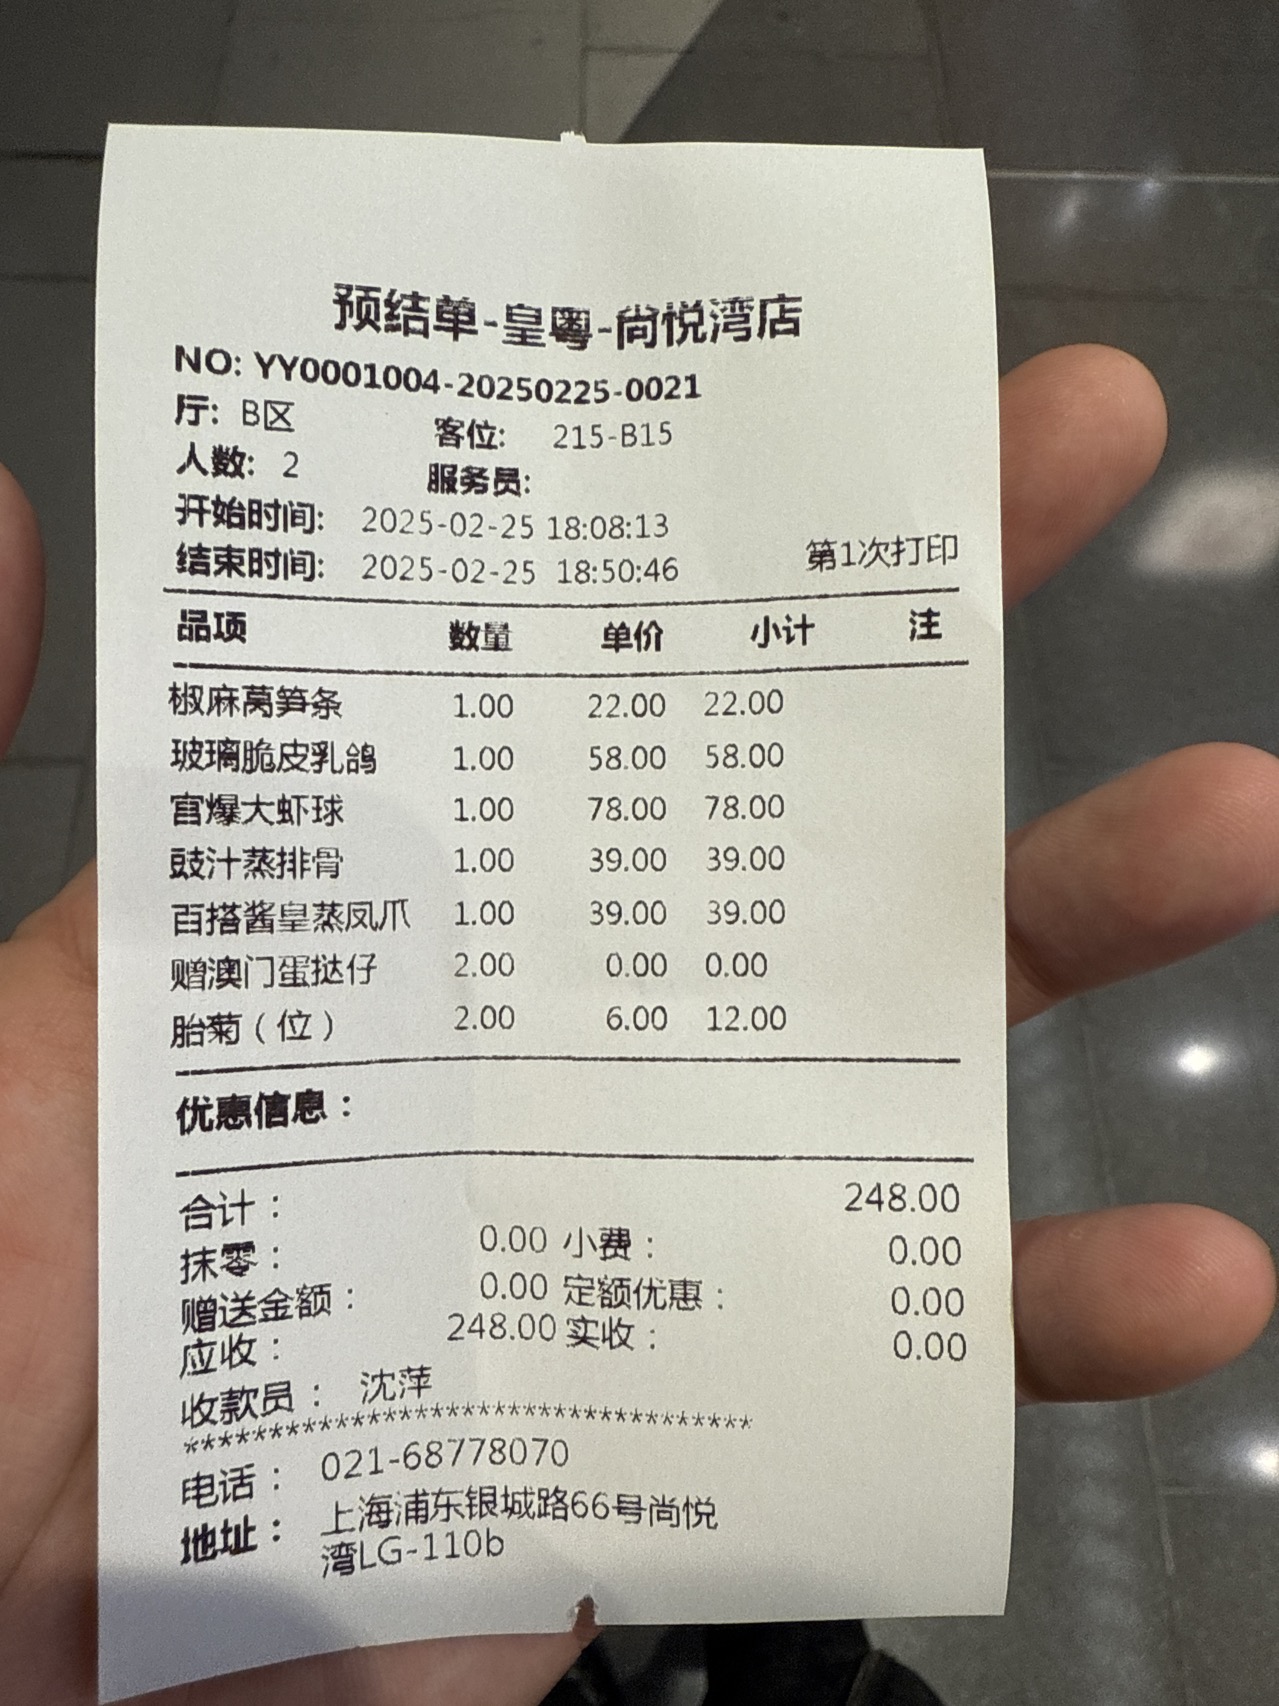 预结单-皇粤-尚悦湾店
NO: YY0001004-20250225-0021
厅: B区 客位: 215-B15
人数: 2 服务员:
开始时间: 2025-02-25 18:08:13
结束时间: 2025-02-25 18:50:46 第1次打印
品项 数量 单价 小计 注
椒麻莴笋条 1.00 22.00 22.00
玻璃脆皮乳鸽 1.00 58.00 58.00
宫爆大虾球 1.00 78.00 78.00
豉汁蒸排骨 1.00 39.00 39.00
百搭酱皇蒸凤爪 1.00 39.00 39.00
赠澳门蛋挞仔 2.00 0.00 0.00
胎菊（位） 2.00 6.00 12.00
优惠信息：
合计： 248.00
抹零： 0.00 小费： 0.00
赠送金额： 0.00 定额优惠： 0.00
应收： 248.00 实收： 0.00
收款员： 沈萍
**********************************
电话： 021-68778070
地址： 上海浦东银城路66号尚悦
湾LG-110b